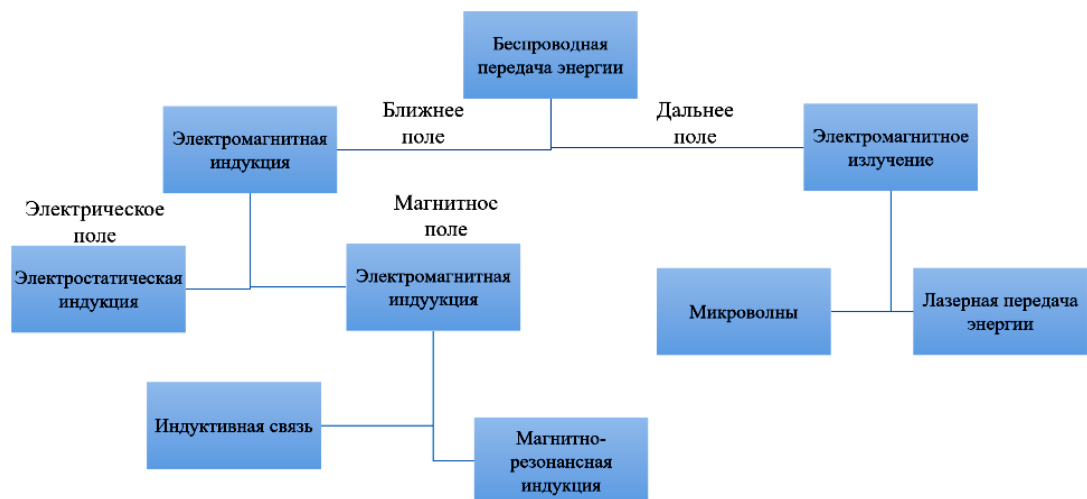 Беспроводная
передача энергии
Ближнее
поле
Дальнее
поле
Электромагнитная
индукция
Электромагнитное
излучение
Электрическое
поле
Магнитное
поле
Электростатическая
индукция
Электромагнитная
индуукция
Микроволны
Лазерная передача
энергии
Индуктивная связь
Магнитно-
резонансная
индукция